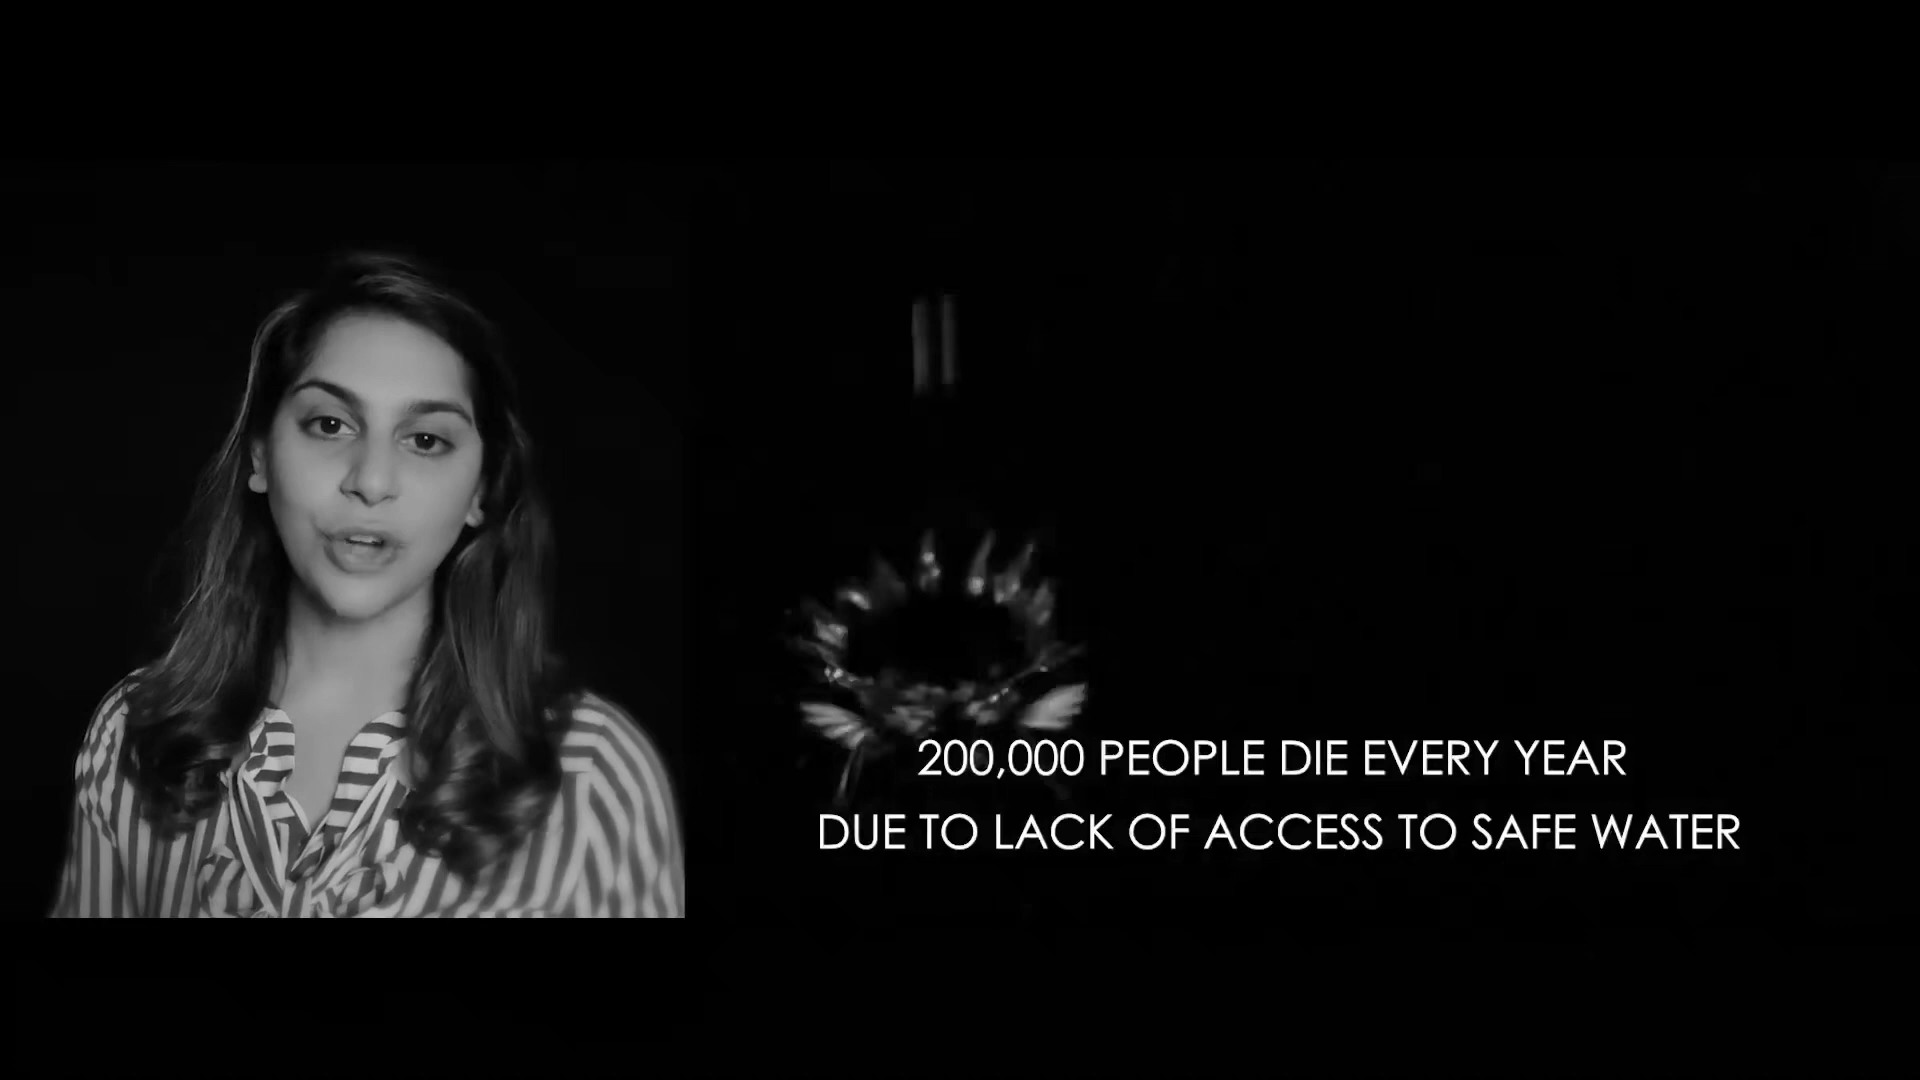 200,000 PEOPLE DIE EVERY YEAR
DUE TO LACK OF ACCESS TO SAFE WATER